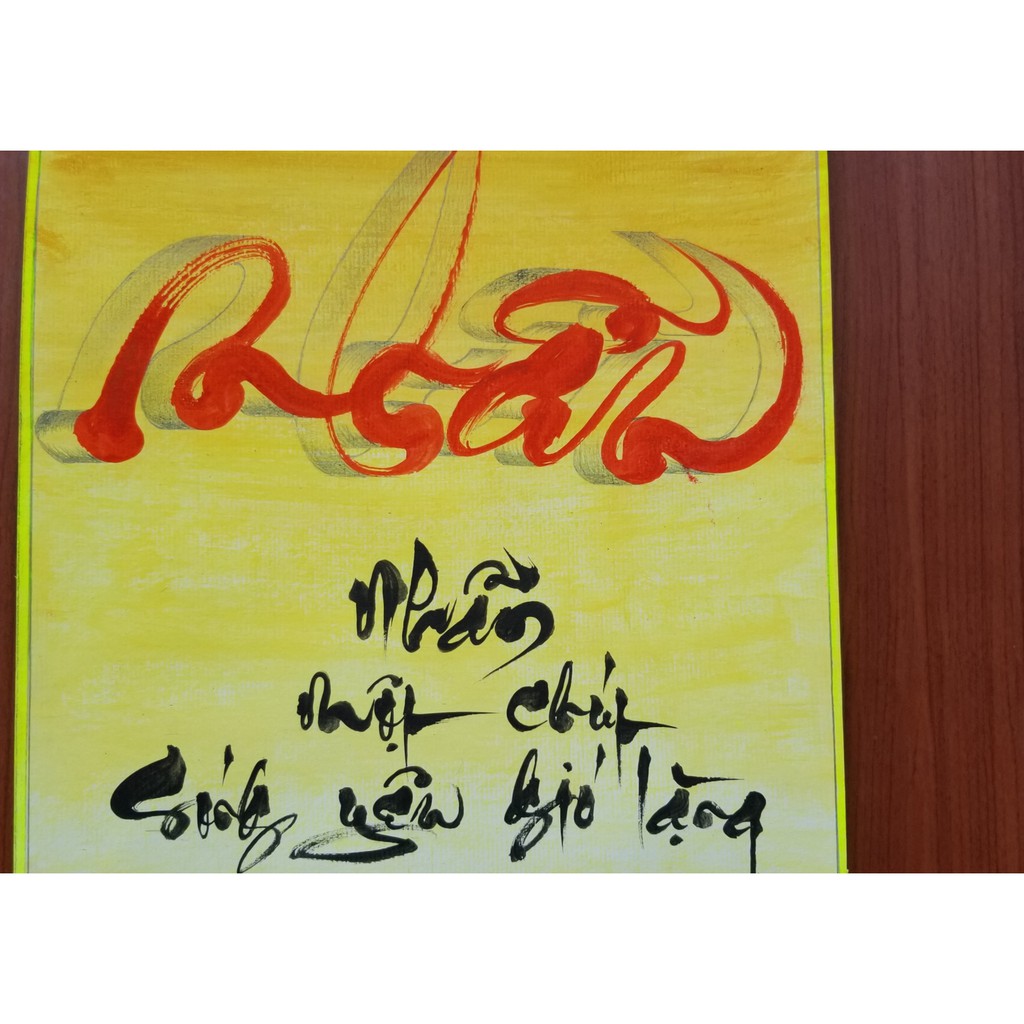 Nhẫn
Nhẫn
một chút
Sóng yên gió lặng